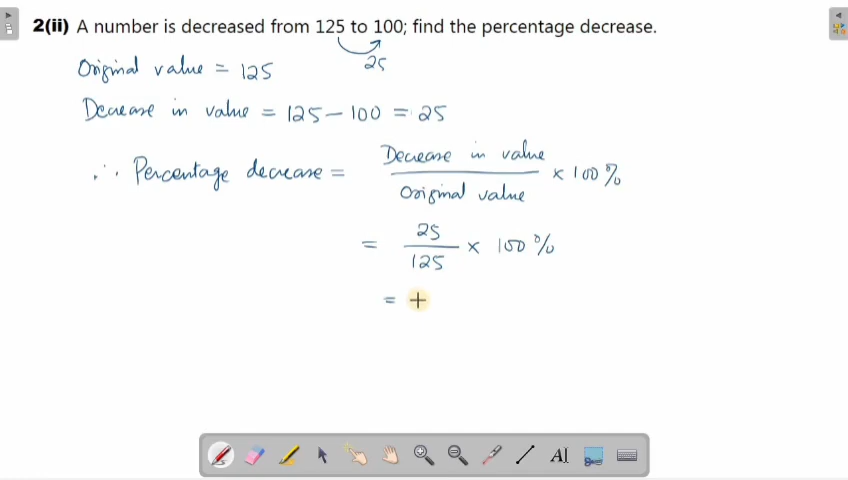 2(ii) A number is decreased from 125 to 100; find the percentage decrease.
25
Original value = 125
Decrease in value = 125 - 100 = 25
∴ Percentage decrease = Decrease in value / Original value × 100%
= 25 / 125 × 100%
=
AI